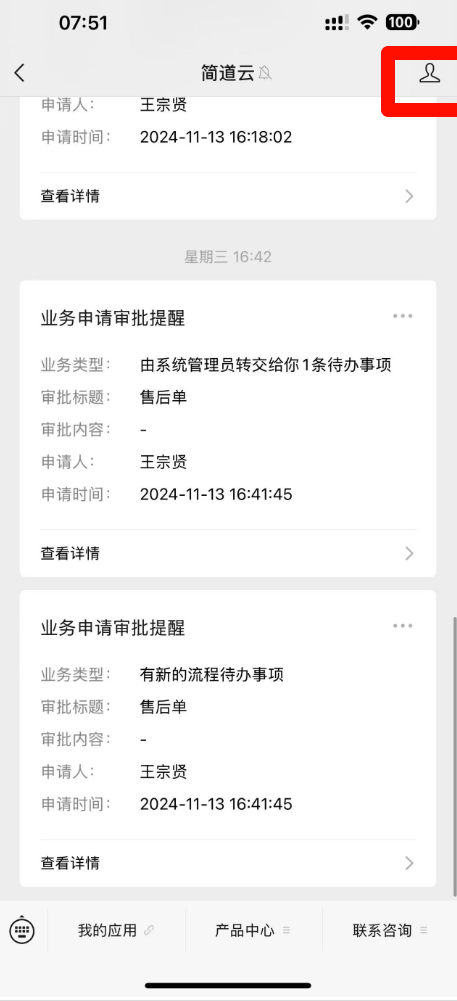 07:51
100
简道云
申请人： 王宗贤
申请时间： 2024-11-13 16:18:02
查看详情
星期三 16:42
业务申请审批提醒
业务类型： 由系统管理员转交给你1条待办事项
审批标题： 售后单
审批内容： -
申请人： 王宗贤
申请时间： 2024-11-13 16:41:45
查看详情
业务申请审批提醒
业务类型： 有新的流程待办事项
审批标题： 售后单
审批内容： -
申请人： 王宗贤
申请时间： 2024-11-13 16:41:45
查看详情
我的应用 产品中心 联系咨询